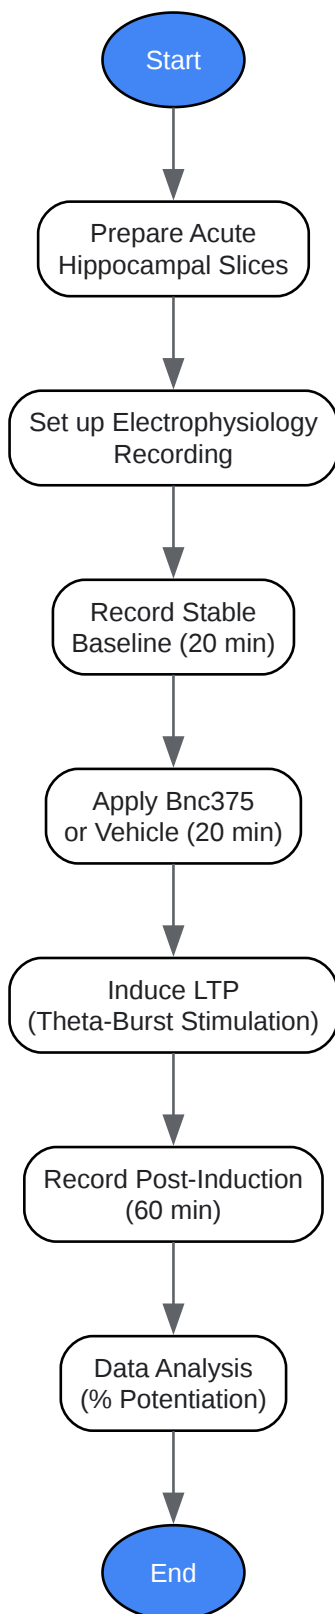 Start
Prepare Acute
Hippocampal Slices
Set up Electrophysiology
Recording
Record Stable
Baseline (20 min)
Apply Bnc375
or Vehicle (20 min)
Induce LTP
(Theta-Burst Stimulation)
Record Post-Induction
(60 min)
Data Analysis
(% Potentiation)
End